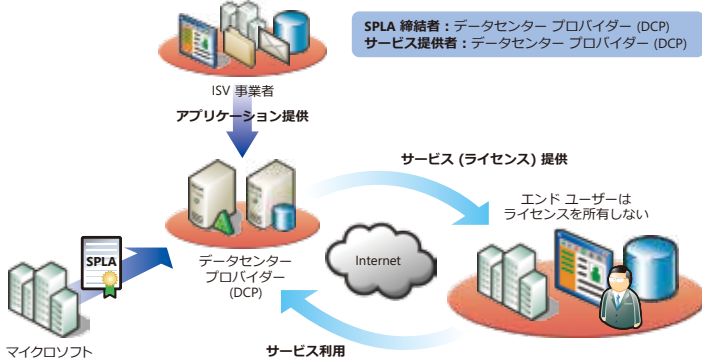 SPLA 締結者：データセンター プロバイダー (DCP)
サービス提供者：データセンター プロバイダー (DCP)
ISV 事業者
アプリケーション提供
サービス (ライセンス) 提供
エンド ユーザーは
ライセンスを所有しない
SPLA
データセンター
プロバイダー
(DCP)
Internet
マイクロソフト
サービス利用